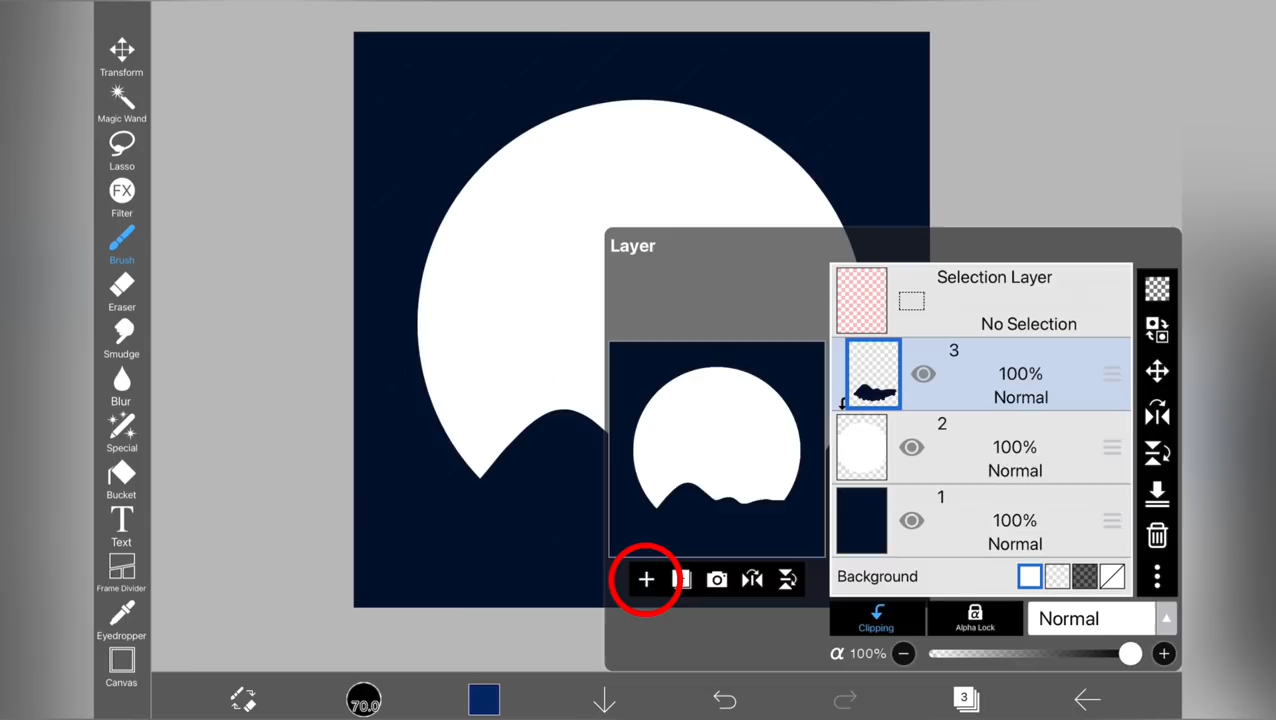 Transform
Magic Wand
Lasso
FX
Filter
Brush
Eraser
Smudge
Blur
Special
Bucket
T
Text
Frame Divider
Eyedropper
Canvas
Layer
Selection Layer
No Selection
3
100%
Normal
2
100%
Normal
1
100%
Normal
Background
Clipping
α
Alpha Lock
Normal
α 100%
70.0
3